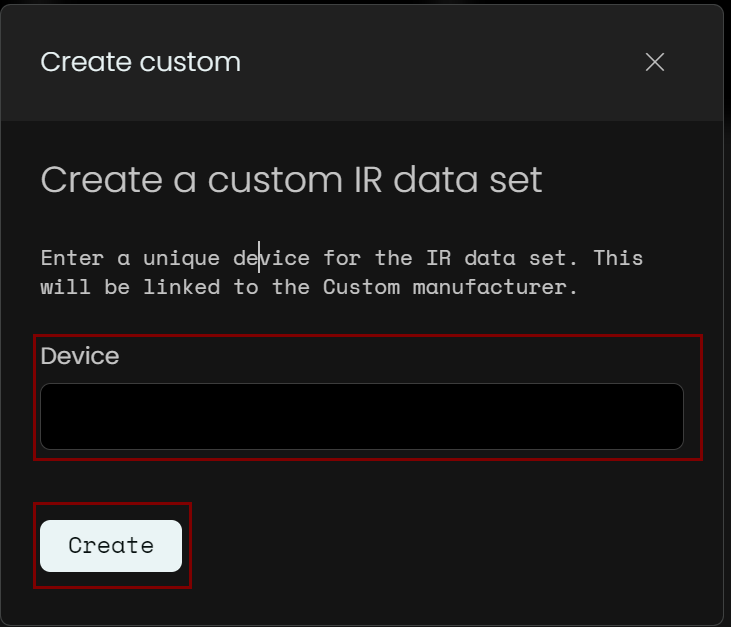 Create custom
Create a custom IR data set
Enter a unique device for the IR data set. This
will be linked to the Custom manufacturer.
Device
Create